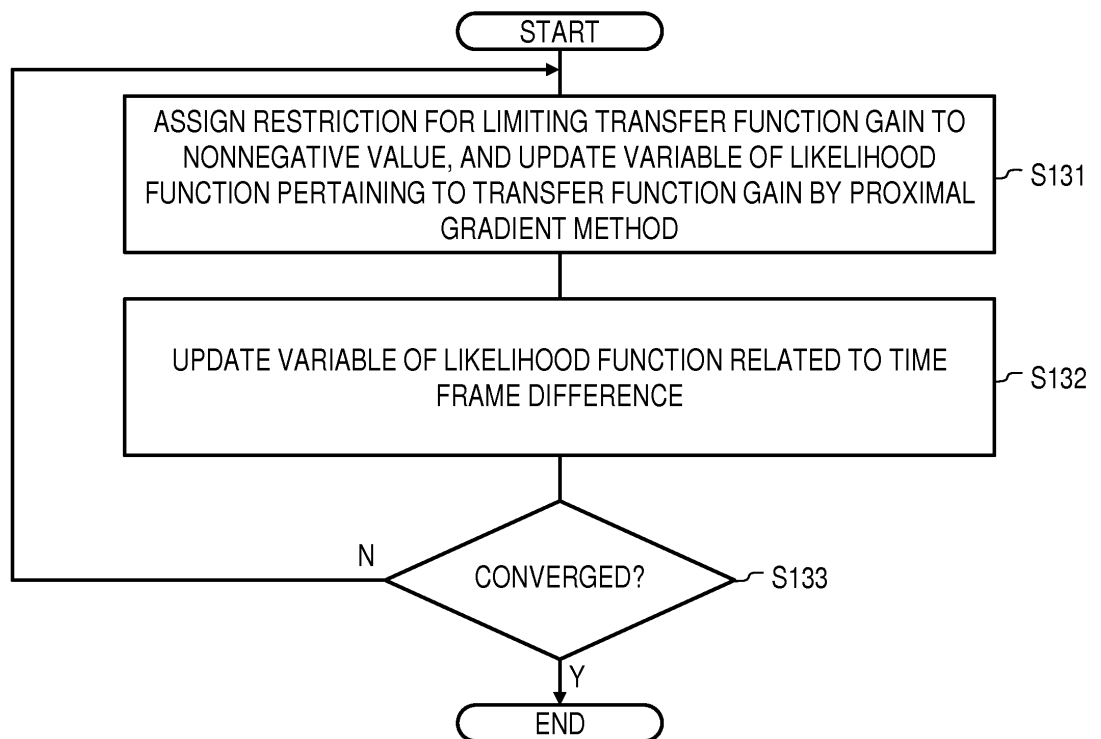 START
ASSIGN RESTRICTION FOR LIMITING TRANSFER FUNCTION GAIN TO
NONNEGATIVE VALUE, AND UPDATE VARIABLE OF LIKELIHOOD
FUNCTION PERTAINING TO TRANSFER FUNCTION GAIN BY PROXIMAL
GRADIENT METHOD
S131
UPDATE VARIABLE OF LIKELIHOOD FUNCTION RELATED TO TIME
FRAME DIFFERENCE
S132
N
CONVERGED?
S133
Y
END